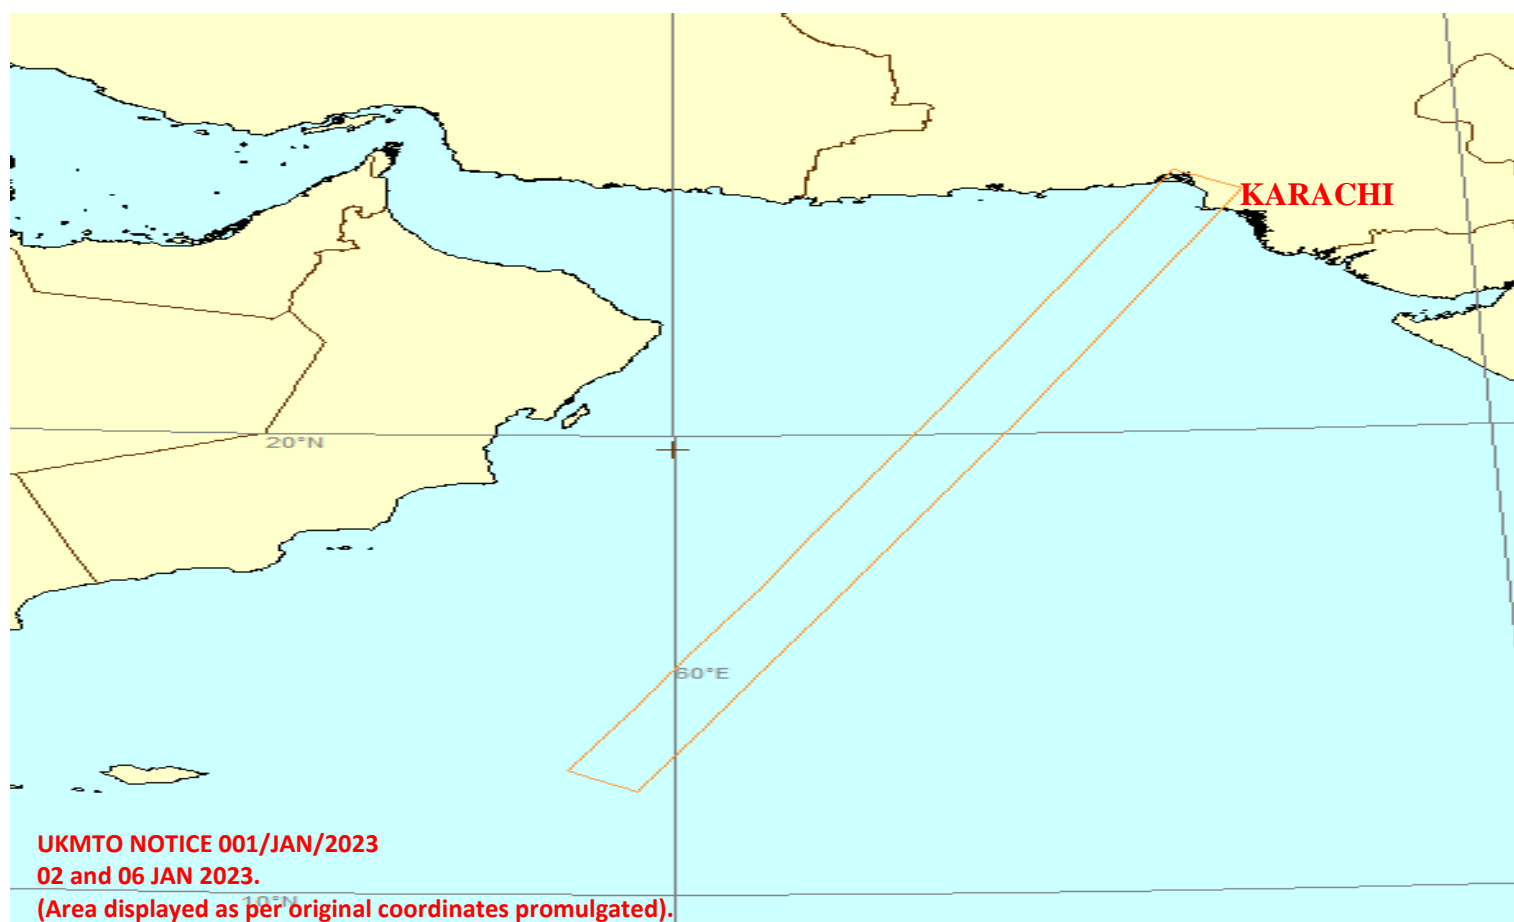 KARACHI
20°N
60°E
UKMTO NOTICE 001/JAN/2023
02 and 06 JAN 2023.
10°N
(Area displayed as per original coordinates promulgated).